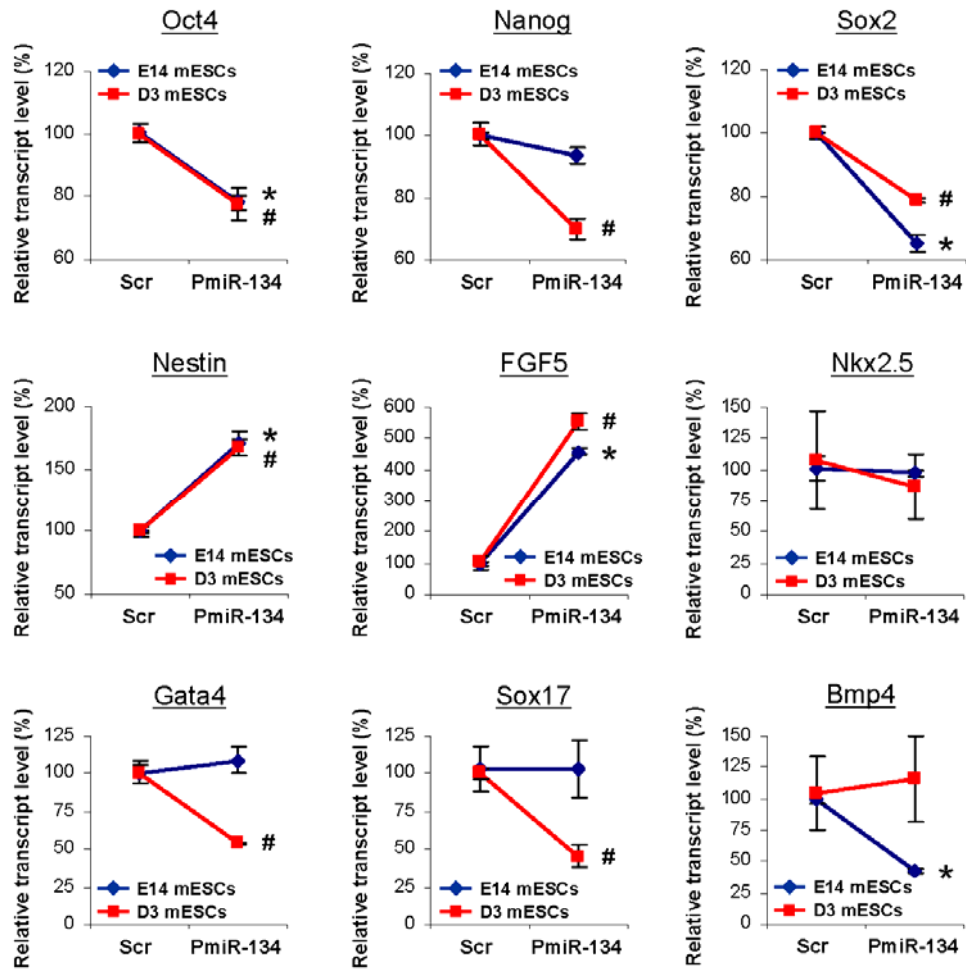 Oct4
Relative transcript level (%)
120
100
80
60
E14 mESCs
D3 mESCs
*
#
Scr
PmiR-134
Nanog
Relative transcript level (%)
120
100
80
60
E14 mESCs
D3 mESCs
#
Scr
PmiR-134
Sox2
Relative transcript level (%)
120
100
80
60
E14 mESCs
D3 mESCs
#
*
Scr
PmiR-134
Nestin
Relative transcript level (%)
200
150
100
50
*
#
E14 mESCs
D3 mESCs
Scr
PmiR-134
FGF5
Relative transcript level (%)
600
500
400
300
200
100
0
#
*
E14 mESCs
D3 mESCs
Scr
PmiR-134
Nkx2.5
Relative transcript level (%)
150
125
100
75
50
25
0
E14 mESCs
D3 mESCs
Scr
PmiR-134
Gata4
Relative transcript level (%)
125
100
75
50
25
0
#
E14 mESCs
D3 mESCs
Scr
PmiR-134
Sox17
Relative transcript level (%)
125
100
75
50
25
0
#
E14 mESCs
D3 mESCs
Scr
PmiR-134
Bmp4
Relative transcript level (%)
150
125
100
75
50
25
0
*
E14 mESCs
D3 mESCs
Scr
PmiR-134